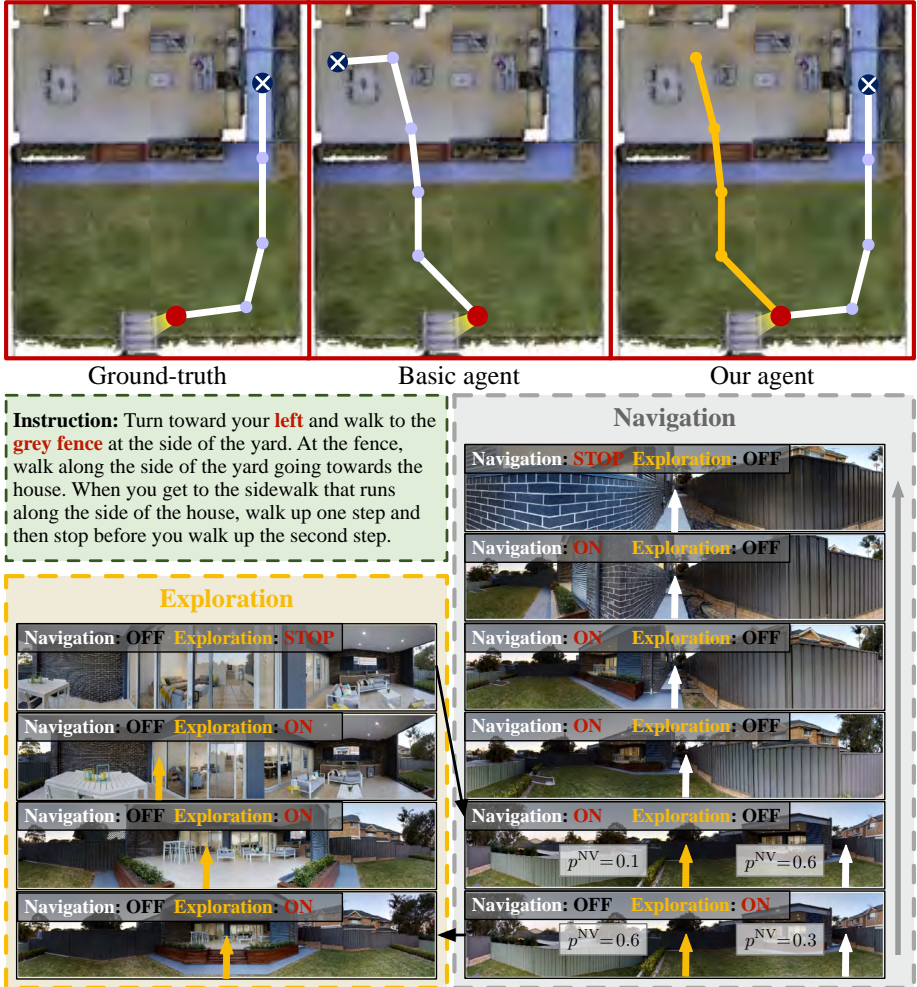 Ground-truth
Basic agent
Our agent
Instruction: Turn toward your left and walk to the
grey fence at the side of the yard. At the fence,
walk along the side of the yard going towards the
house. When you get to the sidewalk that runs
along the side of the house, walk up one step and
then stop before you walk up the second step.
Exploration
Navigation: OFF Exploration: STOP
Navigation: OFF Exploration: ON
Navigation: OFF Exploration: ON
Navigation: OFF Exploration: ON
Navigation
Navigation: STOP Exploration: OFF
Navigation: ON Exploration: OFF
Navigation: ON Exploration: OFF
Navigation: ON Exploration: OFF
Navigation: ON Exploration: OFF
p^NV=0.1 p^NV=0.6
Navigation: OFF Exploration: ON
p^NV=0.6 p^NV=0.3